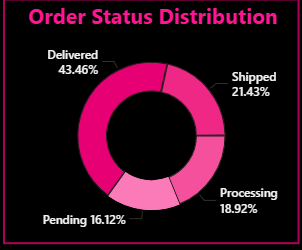 Order Status Distribution
Delivered
43.46%
Shipped
21.43%
Processing
18.92%
Pending 16.12%